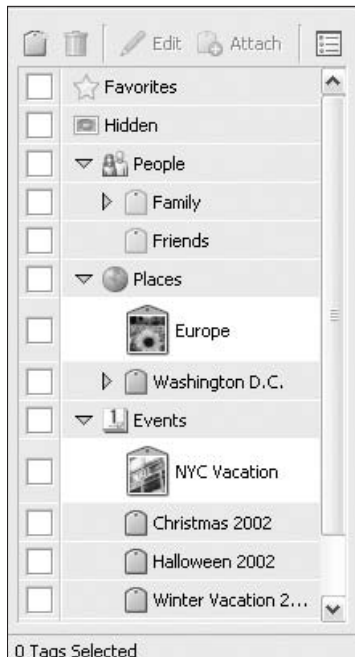 Edit Attach
Favorites
Hidden
People
Family
Friends
Places
Europe
Washington D.C.
1
Events
NYC Vacation
Christmas 2002
Halloween 2002
Winter Vacation 2...
0 Tags Selected